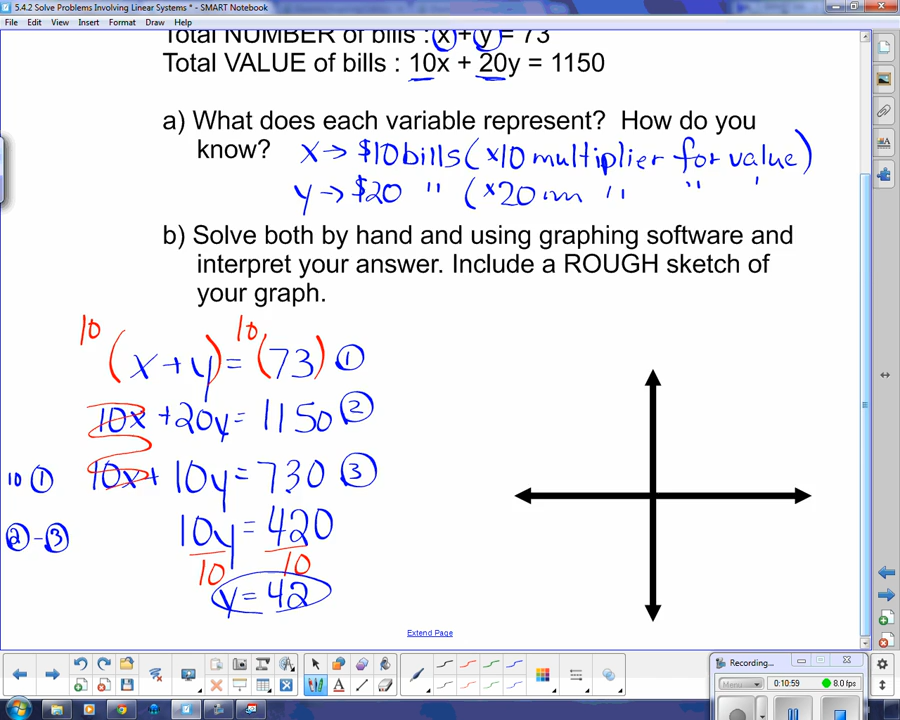 5.4.2 Solve Problems Involving Linear Systems * - SMART Notebook
File Edit View Insert Format Draw Help
Total NUMBER of bills : x + y = 73
Total VALUE of bills : 10x + 20y = 1150
a) What does each variable represent? How do you
know? x → $10 bills (×10 multiplier for value)
y → $20 " (×20 " " "
b) Solve both by hand and using graphing software and
interpret your answer. Include a ROUGH sketch of
your graph.
10 10
(x + y) = (73) ①
10x + 20y = 1150 ②
10 ① 10x + 10y = 730 ③
② - ③ 10y = 420
10 10
y = 42
Extend Page
Recording...
Menu 0:10:59 8.0 fps